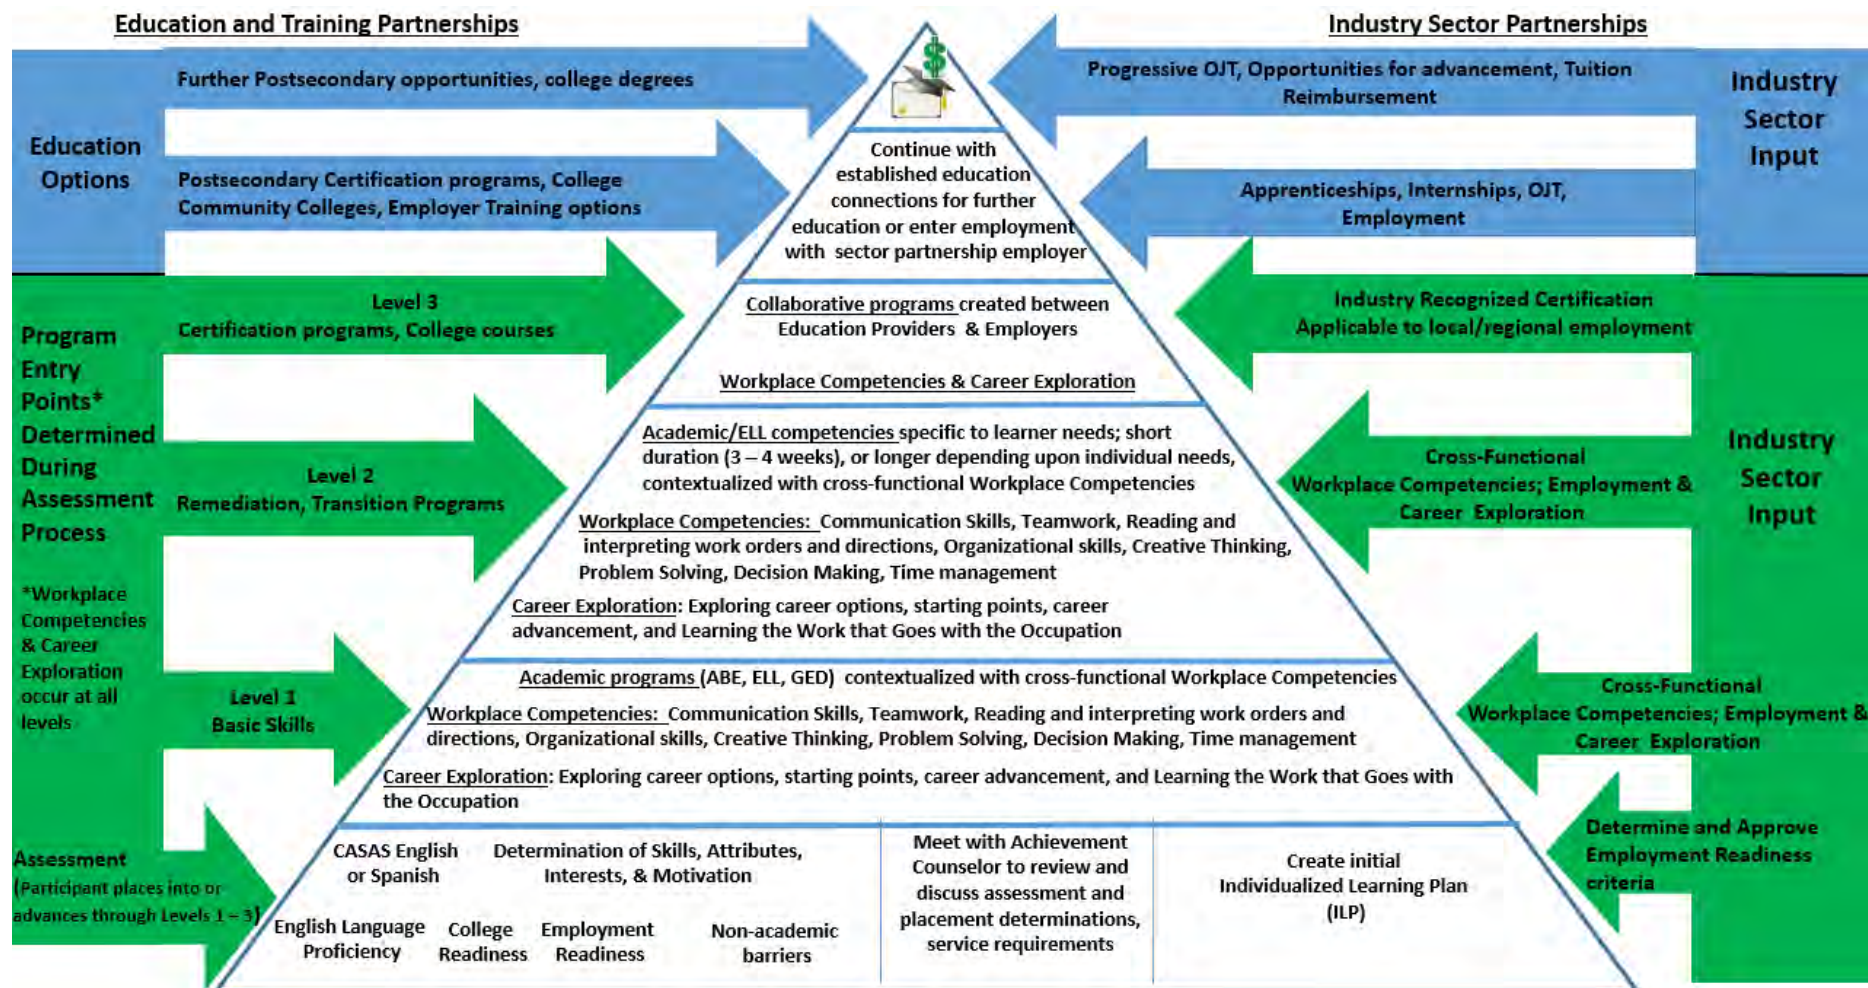 Education and Training Partnerships
Industry Sector Partnerships
Further Postsecondary opportunities, college degrees
Education
Options
Postsecondary Certification programs, College
Community Colleges, Employer Training options
Level 3
Certification programs, College courses
Program
Entry
Points*
Determined
During
Assessment
Process
*Workplace
Competencies
& Career
Exploration
occur at all
levels
Level 2
Remediation, Transition Programs
Level 1
Basic Skills
Assessment
(Participant places into or
advances through Levels 1 – 3)
$
Continue with
established education
connections for further
education or enter employment
with sector partnership employer
Collaborative programs created between
Education Providers & Employers
Workplace Competencies & Career Exploration
Academic/ELL competencies specific to learner needs; short
duration (3 – 4 weeks), or longer depending upon individual needs,
contextualized with cross-functional Workplace Competencies
Workplace Competencies: Communication Skills, Teamwork, Reading and
interpreting work orders and directions, Organizational skills, Creative Thinking,
Problem Solving, Decision Making, Time management
Career Exploration: Exploring career options, starting points, career
advancement, and Learning the Work that Goes with the Occupation
Academic programs (ABE, ELL, GED) contextualized with cross-functional Workplace Competencies
Workplace Competencies: Communication Skills, Teamwork, Reading and interpreting work orders and
directions, Organizational skills, Creative Thinking, Problem Solving, Decision Making, Time management
Career Exploration: Exploring career options, starting points, career advancement, and Learning the Work that Goes with
the Occupation
CASAS English
or Spanish
Determination of Skills, Attributes,
Interests, & Motivation
English Language
Proficiency
College
Readiness
Employment
Readiness
Non-academic
barriers
Meet with Achievement
Counselor to review and
discuss assessment and
placement determinations,
service requirements
Create initial
Individualized Learning Plan
(ILP)
Progressive OJT, Opportunities for advancement, Tuition
Reimbursement
Industry
Sector
Input
Apprenticeships, Internships, OJT,
Employment
Industry Recognized Certification
Applicable to local/regional employment
Cross-Functional
Workplace Competencies; Employment &
Career Exploration
Industry
Sector
Input
Cross-Functional
Workplace Competencies; Employment &
Career Exploration
Determine and Approve
Employment Readiness
criteria